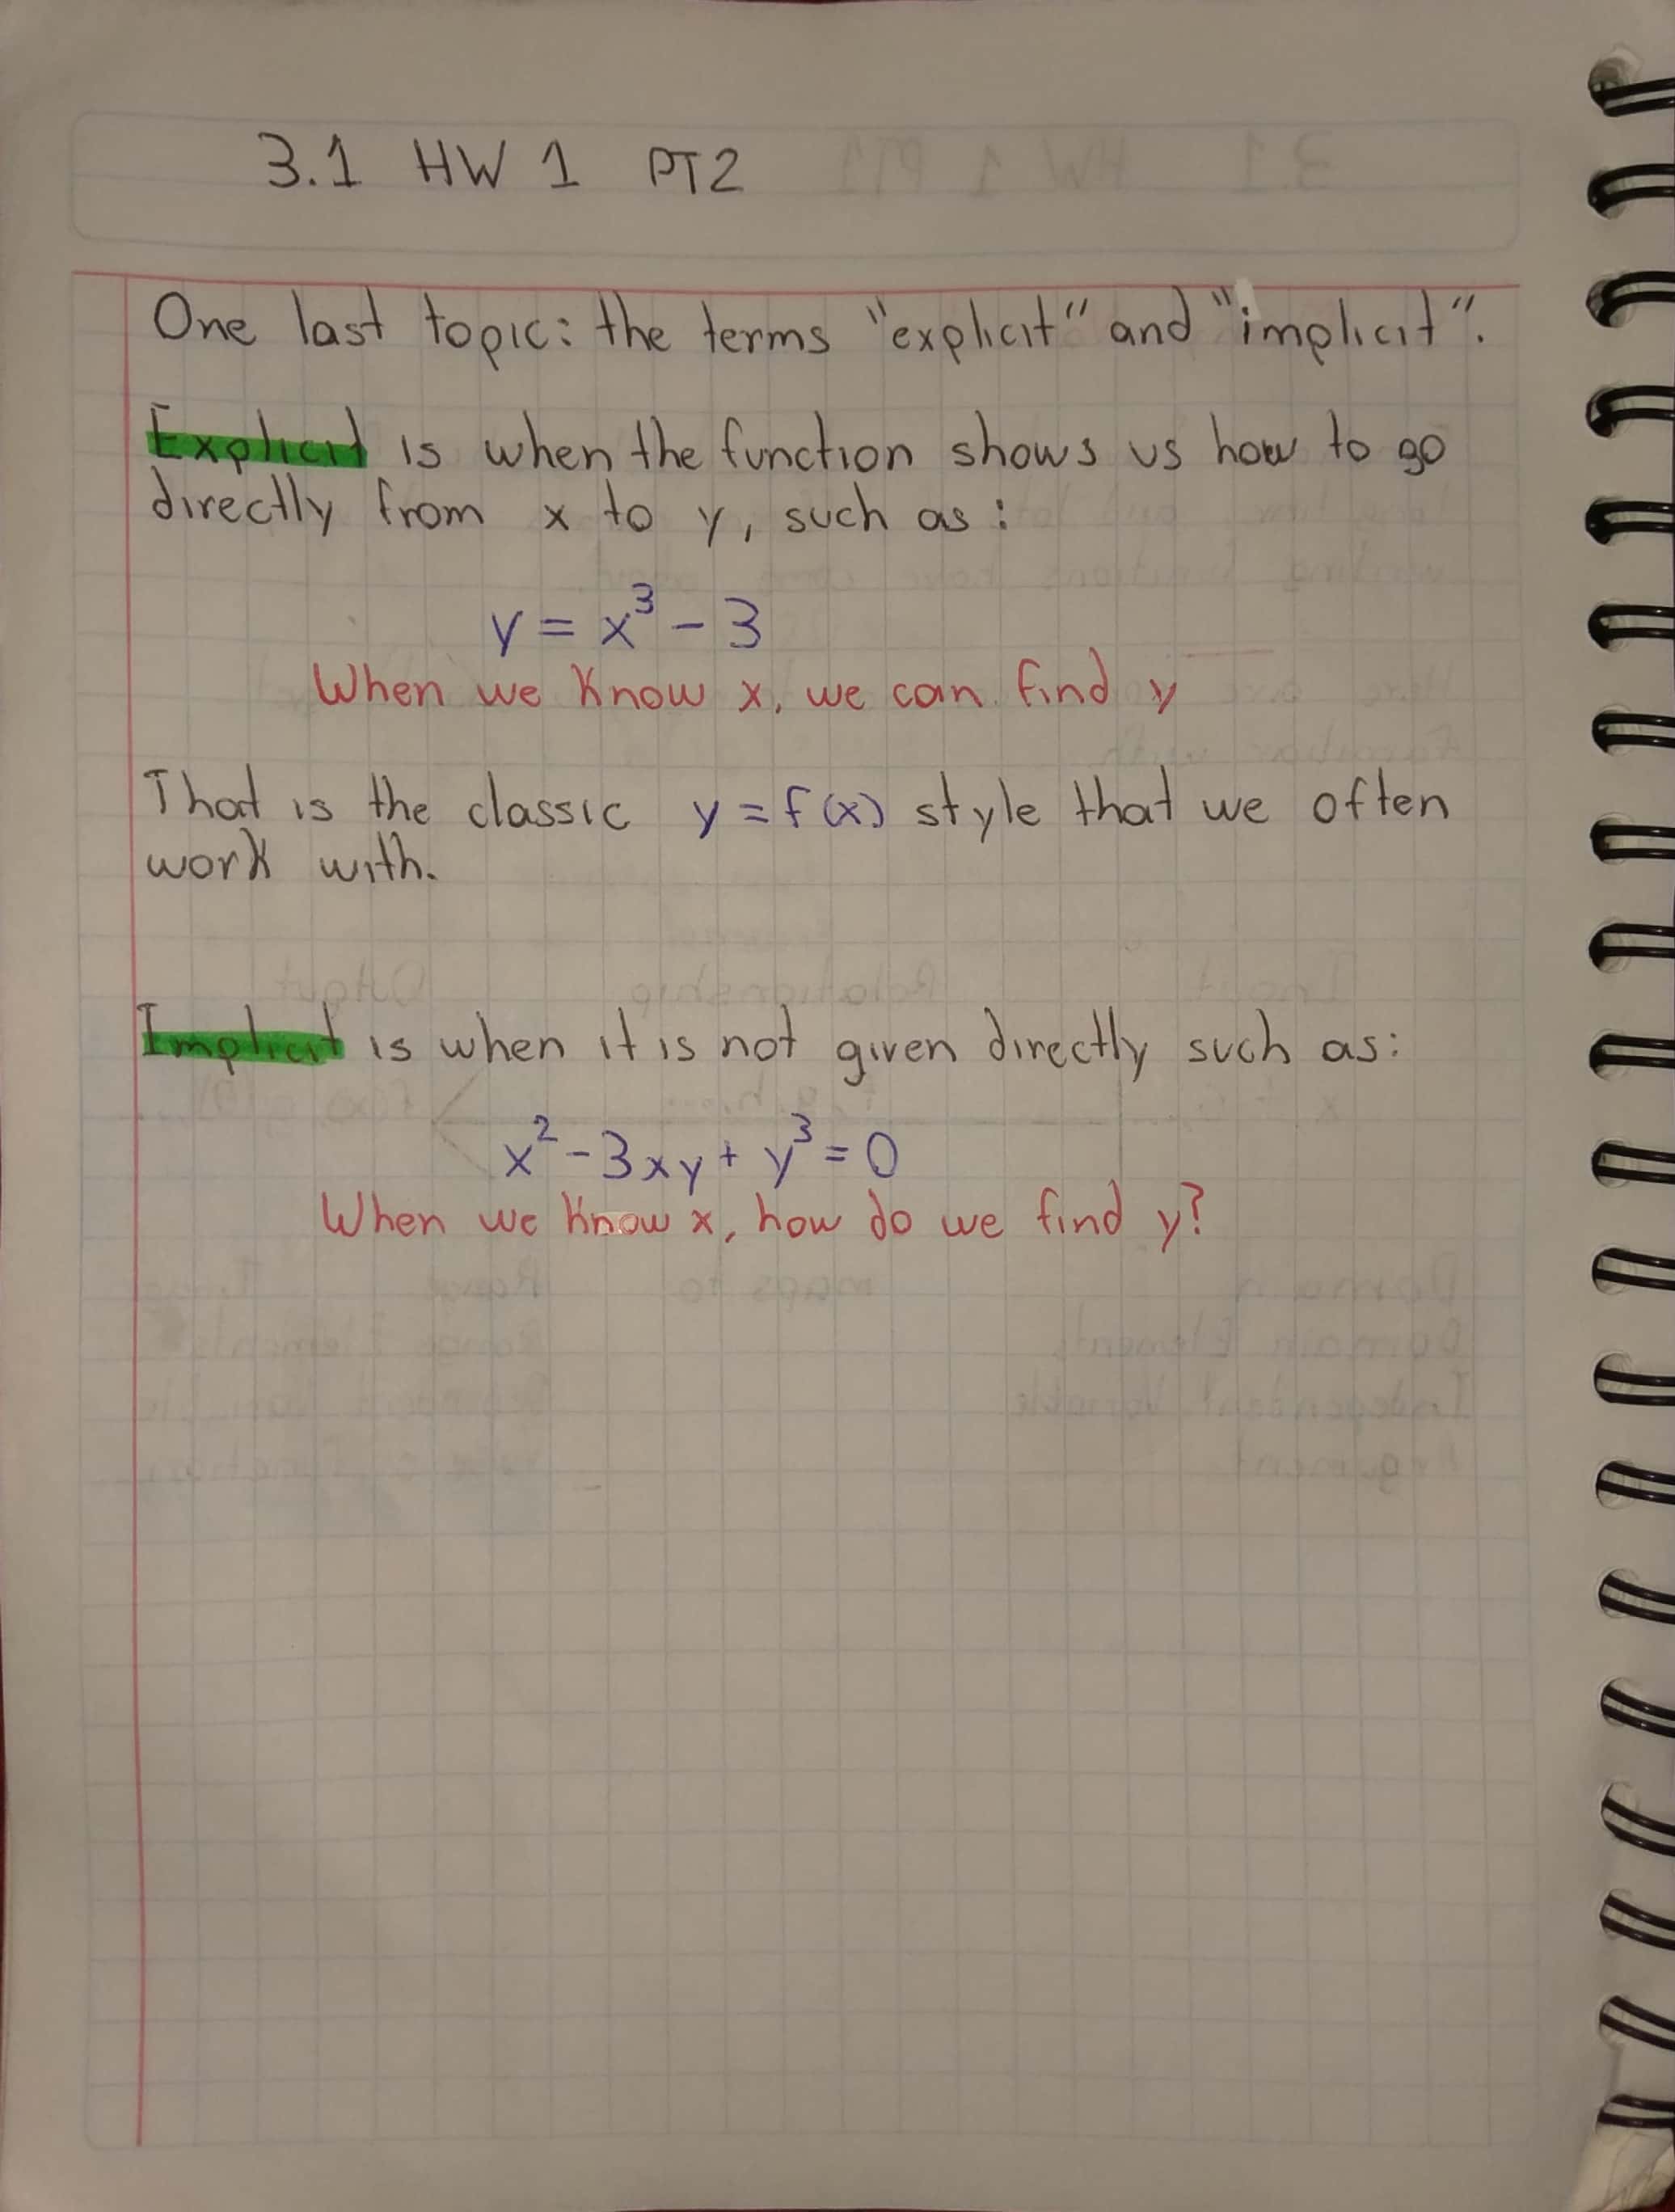 3.1 HW 1 PT2
One last topic: the terms "explicit" and "implicit".
Explicit is when the function shows us how to go
directly from x to y, such as:
y = x³ - 3
When we know x, we can find y
That is the classic y = f(x) style that we often
work with.
Implicit is when it is not given directly such as:
x² - 3xy + y³ = 0
When we know x, how do we find y?